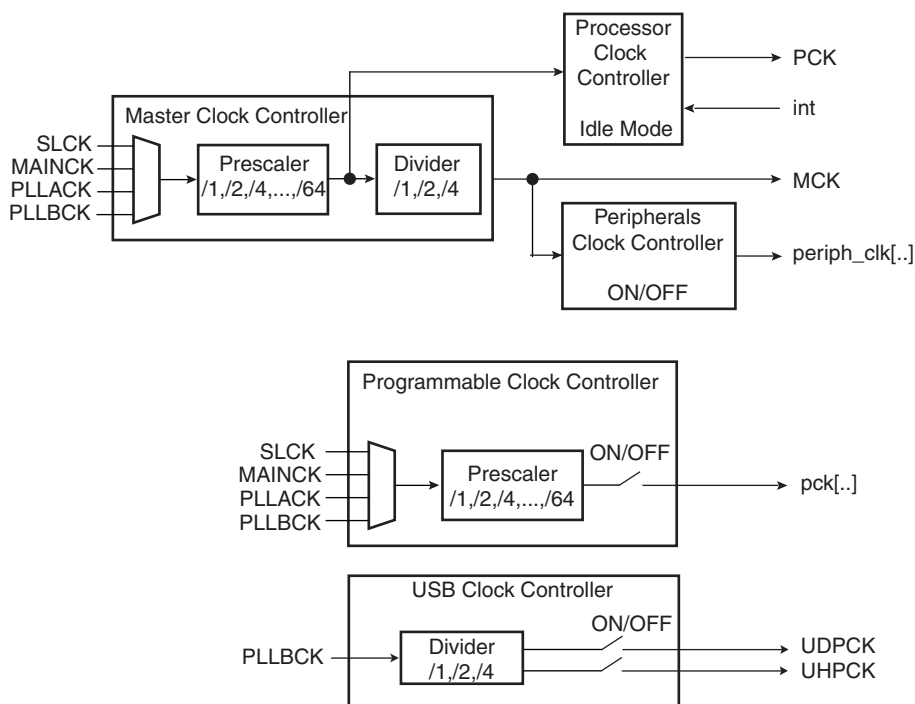 Processor
Clock
Controller
Idle Mode
PCK
int
Master Clock Controller
SLCK
MAINCK
PLLACK
PLLBCK
Prescaler
/1,/2,/4,...,/64
Divider
/1,/2,/4
MCK
Peripherals
Clock Controller
ON/OFF
periph_clk[..]
Programmable Clock Controller
SLCK
MAINCK
PLLACK
PLLBCK
Prescaler
/1,/2,/4,...,/64
ON/OFF
pck[..]
USB Clock Controller
PLLBCK
Divider
/1,/2,/4
ON/OFF
UDPCK
UHPCK